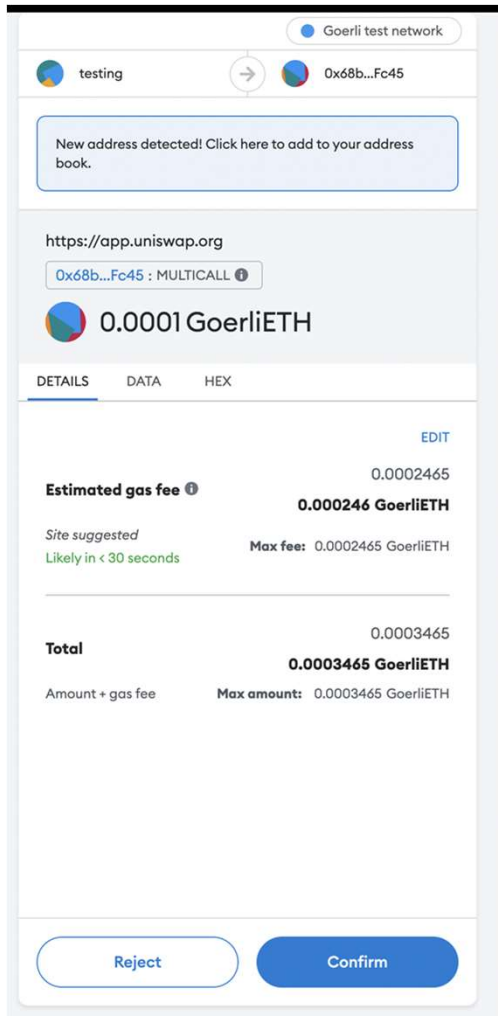 Goerli test network
testing
0x68b...Fc45
New address detected! Click here to add to your address
book.
https://app.uniswap.org
0x68b...Fc45 : MULTICALL
0.0001 GoerliETH
DETAILS DATA HEX
EDIT
0.0002465
Estimated gas fee
0.000246 GoerliETH
Site suggested
Max fee: 0.0002465 GoerliETH
Likely in < 30 seconds
0.0003465
Total
0.0003465 GoerliETH
Amount + gas fee Max amount: 0.0003465 GoerliETH
Reject Confirm